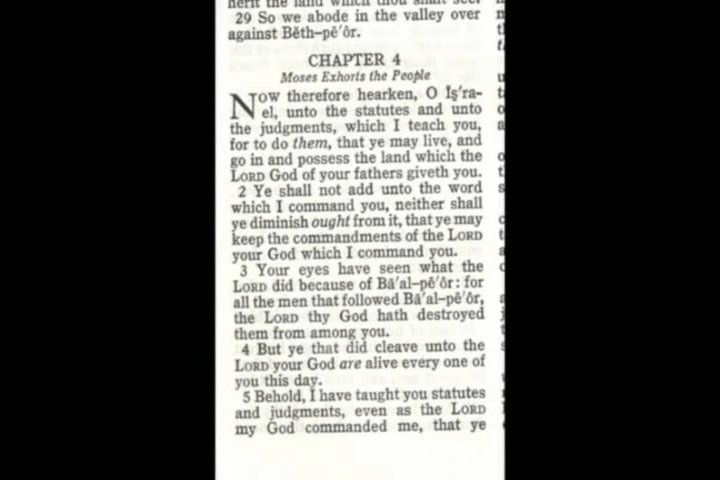 herit the land which thou shalt see.
29 So we abode in the valley over
against Bĕth–pē′ôr.
CHAPTER 4
Moses Exhorts the People
NOW therefore hearken, O Ĭş′ra-
el, unto the statutes and unto
the judgments, which I teach you,
for to do them, that ye may live, and
go in and possess the land which the
LORD God of your fathers giveth you.
2 Ye shall not add unto the word
which I command you, neither shall
ye diminish ought from it, that ye may
keep the commandments of the LORD
your God which I command you.
3 Your eyes have seen what the
LORD did because of Bā′al–pē′ôr: for
all the men that followed Bā′al–pē′ôr,
the LORD thy God hath destroyed
them from among you.
4 But ye that did cleave unto the
LORD your God are alive every one of
you this day.
5 Behold, I have taught you statutes
and judgments, even as the LORD
my God commanded me, that ye